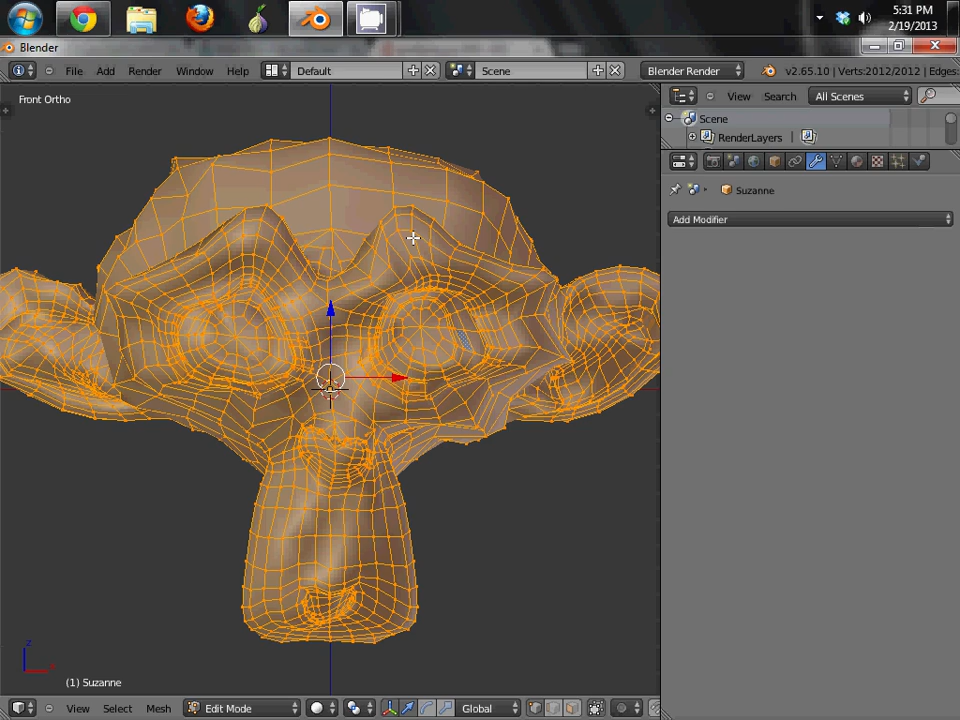 5:31 PM
2/19/2013
Blender
File Add Render Window Help Default Scene Blender Render v2.65.10 | Verts:2012/2012 | Edges:
Front Ortho
View Search All Scenes
Scene
RenderLayers |
Suzanne
Add Modifier
z
(1) Suzanne
View Select Mesh Edit Mode Global